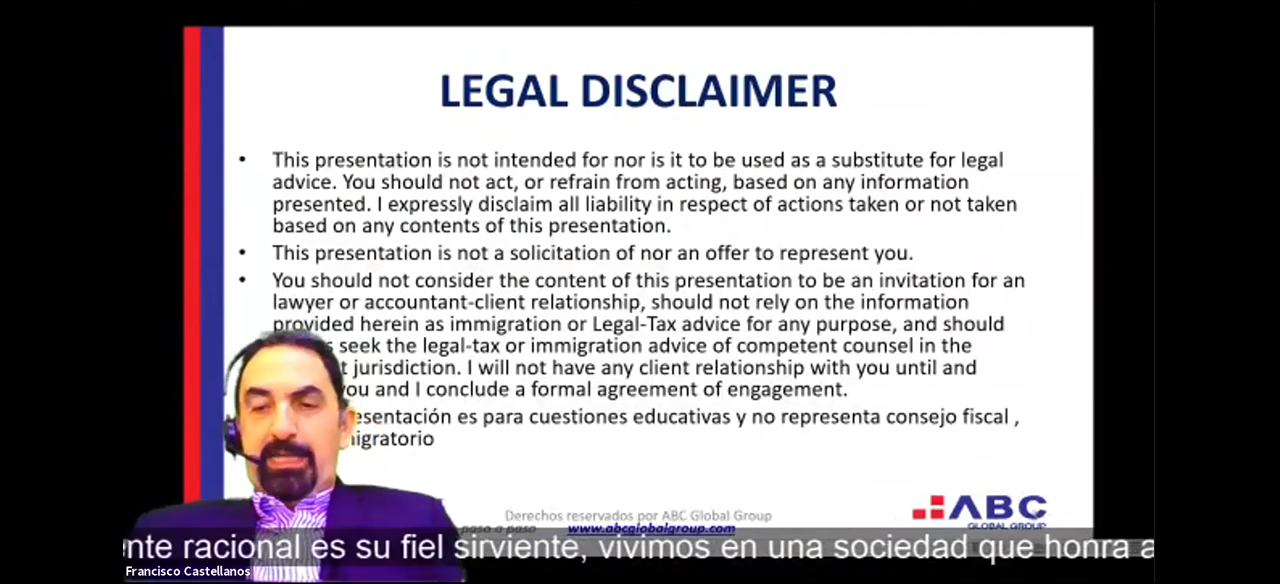 LEGAL DISCLAIMER
• This presentation is not intended for nor is it to be used as a substitute for legal
advice. You should not act, or refrain from acting, based on any information
presented. I expressly disclaim all liability in respect of actions taken or not taken
based on any contents of this presentation.
• This presentation is not a solicitation of nor an offer to represent you.
• You should not consider the content of this presentation to be an invitation for an
lawyer or accountant-client relationship, should not rely on the information
provided herein as immigration or Legal-Tax advice for any purpose, and should
seek the legal-tax or immigration advice of competent counsel in the
t jurisdiction. I will not have any client relationship with you until and
you and I conclude a formal agreement of engagement.
esentación es para cuestiones educativas y no representa consejo fiscal ,
igratorio
Derechos reservados por ABC Global Group
paso a paso www.abcglobalgroup.com
ABC
GLOBAL GROUP
nte racional es su fiel sirviente, vivimos en una sociedad que honra a
Francisco Castellanos